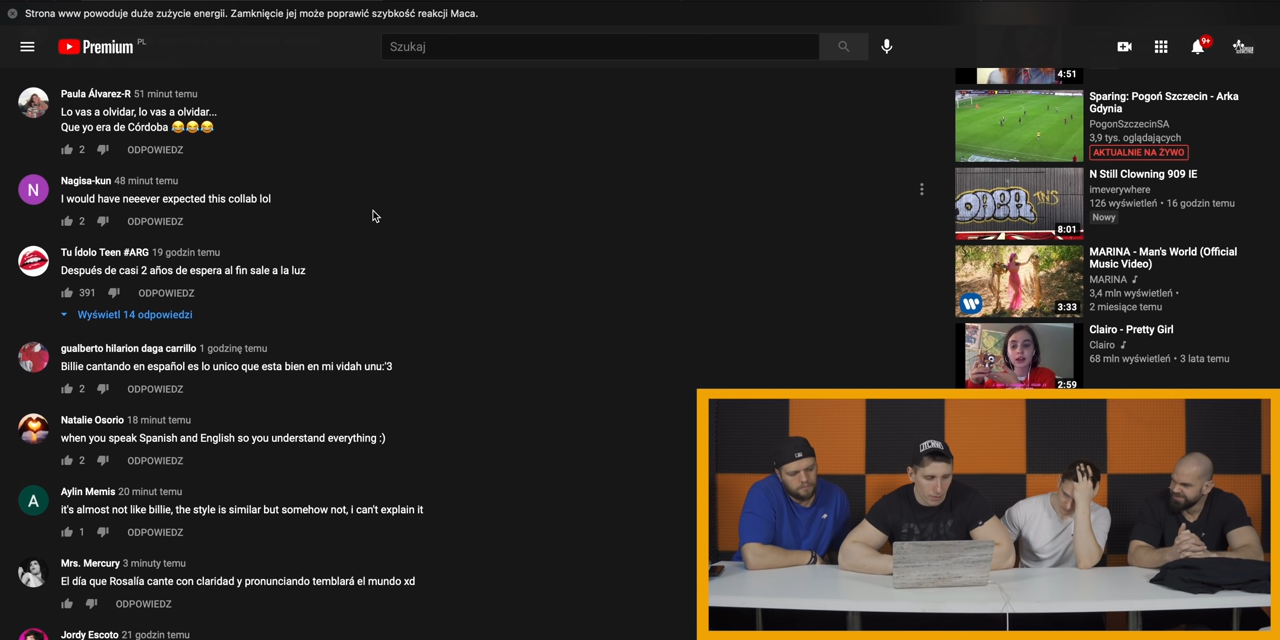 Strona www powoduje duże zużycie energii. Zamknięcie jej może poprawić szybkość reakcji Maca.
Premium PL
Szukaj
9+
Paula Álvarez-R 51 minut temu
Lo vas a olvidar, lo vas a olvidar...
Que yo era de Córdoba 😂😂😂
2 ODPOWIEDZ
N
Nagisa-kun 48 minut temu
I would have neeever expected this collab lol
2 ODPOWIEDZ
Tu Ídolo Teen #ARG 19 godzin temu
Después de casi 2 años de espera al fin sale a la luz
391 ODPOWIEDZ
Wyświetl 14 odpowiedzi
gualberto hilarion daga carrillo 1 godzinę temu
Billie cantando en español es lo unico que esta bien en mi vidah unu:'3
2 ODPOWIEDZ
Natalie Osorio 18 minut temu
when you speak Spanish and English so you understand everything :)
2 ODPOWIEDZ
A
Aylin Memis 20 minut temu
it's almost not like billie, the style is similar but somehow not, i can't explain it
1 ODPOWIEDZ
Mrs. Mercury 3 minuty temu
El día que Rosalía cante con claridad y pronunciando temblará el mundo xd
ODPOWIEDZ
Jordy Escoto 21 godzin temu
4:51
Sparing: Pogoń Szczecin - Arka
Gdynia
PogonSzczecinSA
3,9 tys. oglądających
AKTUALNIE NA ŻYWO
8:01
N Still Clowning 909 IE
imeverywhere
126 wyświetleń • 16 godzin temu
Nowy
3:33
MARINA - Man's World (Official
Music Video)
MARINA
3,4 mln wyświetleń •
2 miesiące temu
2:59
Clairo - Pretty Girl
Clairo
68 mln wyświetleń • 3 lata temu